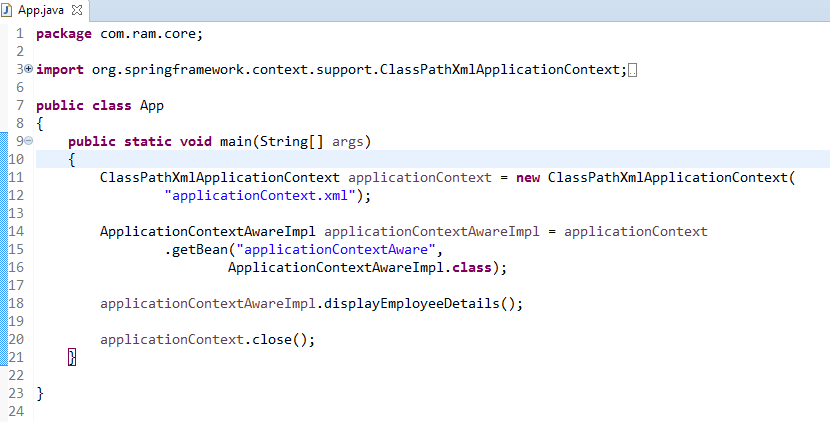 App.java
1 package com.ram.core;
2
3 import org.springframework.context.support.ClassPathXmlApplicationContext;
6
7 public class App
8 {
9     public static void main(String[] args)
10     {
11         ClassPathXmlApplicationContext applicationContext = new ClassPathXmlApplicationContext(
12                 "applicationContext.xml");
13
14         ApplicationContextAwareImpl applicationContextAwareImpl = applicationContext
15                 .getBean("applicationContextAware",
16                         ApplicationContextAwareImpl.class);
17
18         applicationContextAwareImpl.displayEmployeeDetails();
19
20         applicationContext.close();
21     }
22
23 }
24